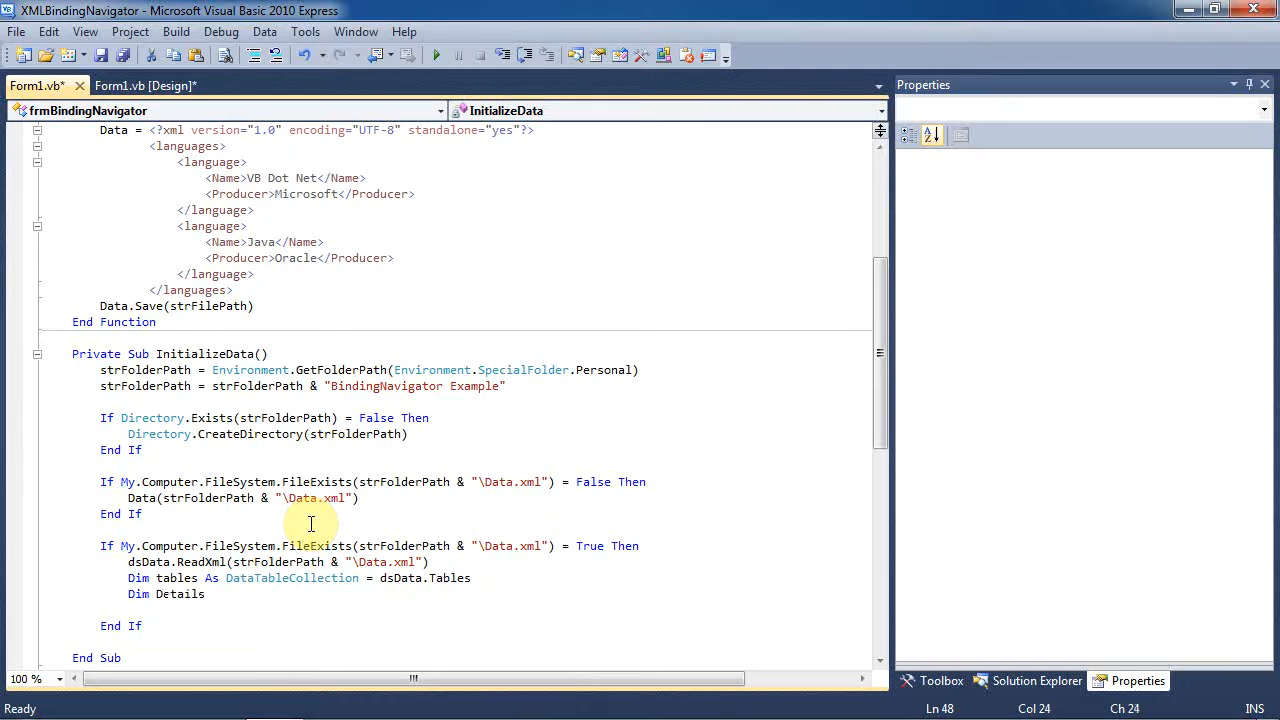 XMLBindingNavigator - Microsoft Visual Basic 2010 Express
File Edit View Project Build Debug Data Tools Window Help
Form1.vb* Form1.vb [Design]*
frmBindingNavigator InitializeData
Data = <?xml version="1.0" encoding="UTF-8" standalone="yes"?>
<languages>
<language>
<Name>VB Dot Net</Name>
<Producer>Microsoft</Producer>
</language>
<language>
<Name>Java</Name>
<Producer>Oracle</Producer>
</language>
</languages>
Data.Save(strFilePath)
End Function
Private Sub InitializeData()
strFolderPath = Environment.GetFolderPath(Environment.SpecialFolder.Personal)
strFolderPath = strFolderPath & "BindingNavigator Example"
If Directory.Exists(strFolderPath) = False Then
Directory.CreateDirectory(strFolderPath)
End If
If My.Computer.FileSystem.FileExists(strFolderPath & "\Data.xml") = False Then
Data(strFolderPath & "\Data.xml")
End If
If My.Computer.FileSystem.FileExists(strFolderPath & "\Data.xml") = True Then
dsData.ReadXml(strFolderPath & "\Data.xml")
Dim tables As DataTableCollection = dsData.Tables
Dim Details
End If
End Sub
100 %
Properties
Toolbox Solution Explorer Properties
Ready Ln 48 Col 24 Ch 24 INS